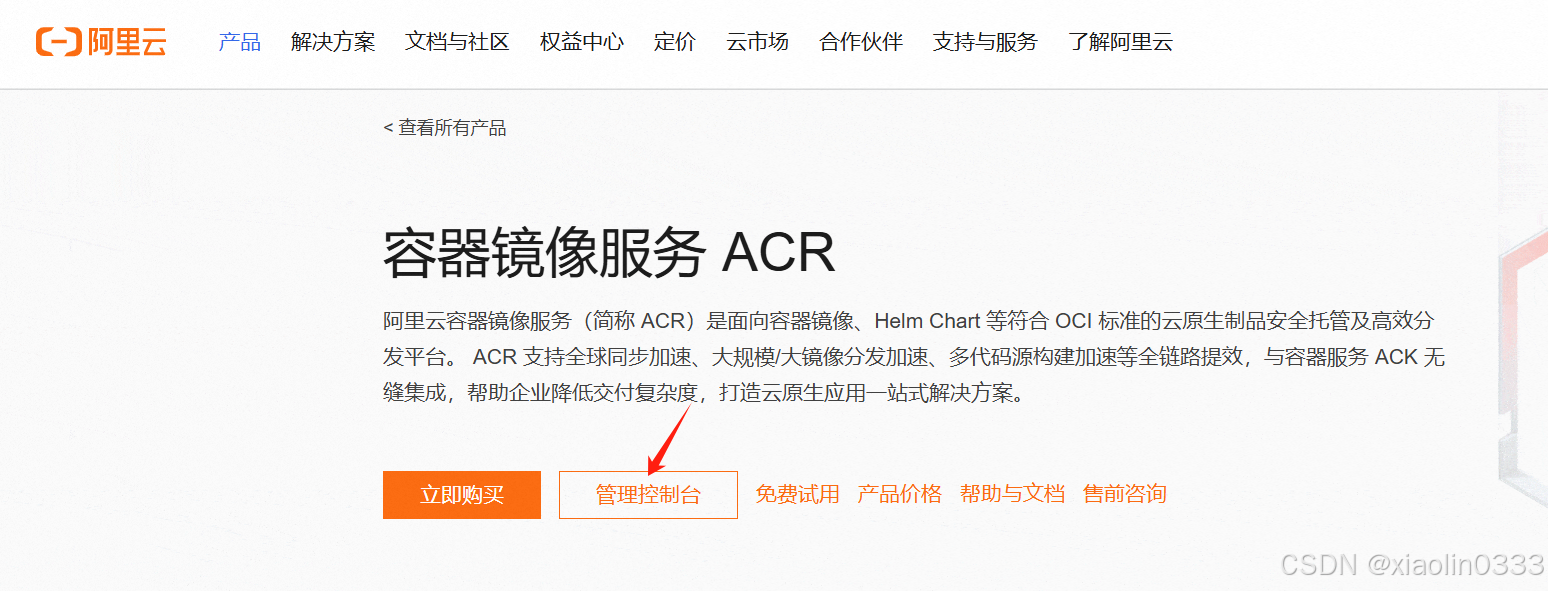 阿里云 产品 解决方案 文档与社区 权益中心 定价 云市场 合作伙伴 支持与服务 了解阿里云
< 查看所有产品
容器镜像服务 ACR
阿里云容器镜像服务（简称 ACR）是面向容器镜像、Helm Chart 等符合 OCI 标准的云原生制品安全托管及高效分
发平台。 ACR 支持全球同步加速、大规模/大镜像分发加速、多代码源构建加速等全链路提效，与容器服务 ACK 无
缝集成，帮助企业降低交付复杂度，打造云原生应用一站式解决方案。
立即购买 管理控制台 免费试用 产品价格 帮助与文档 售前咨询
CSDN @xiaolin0333